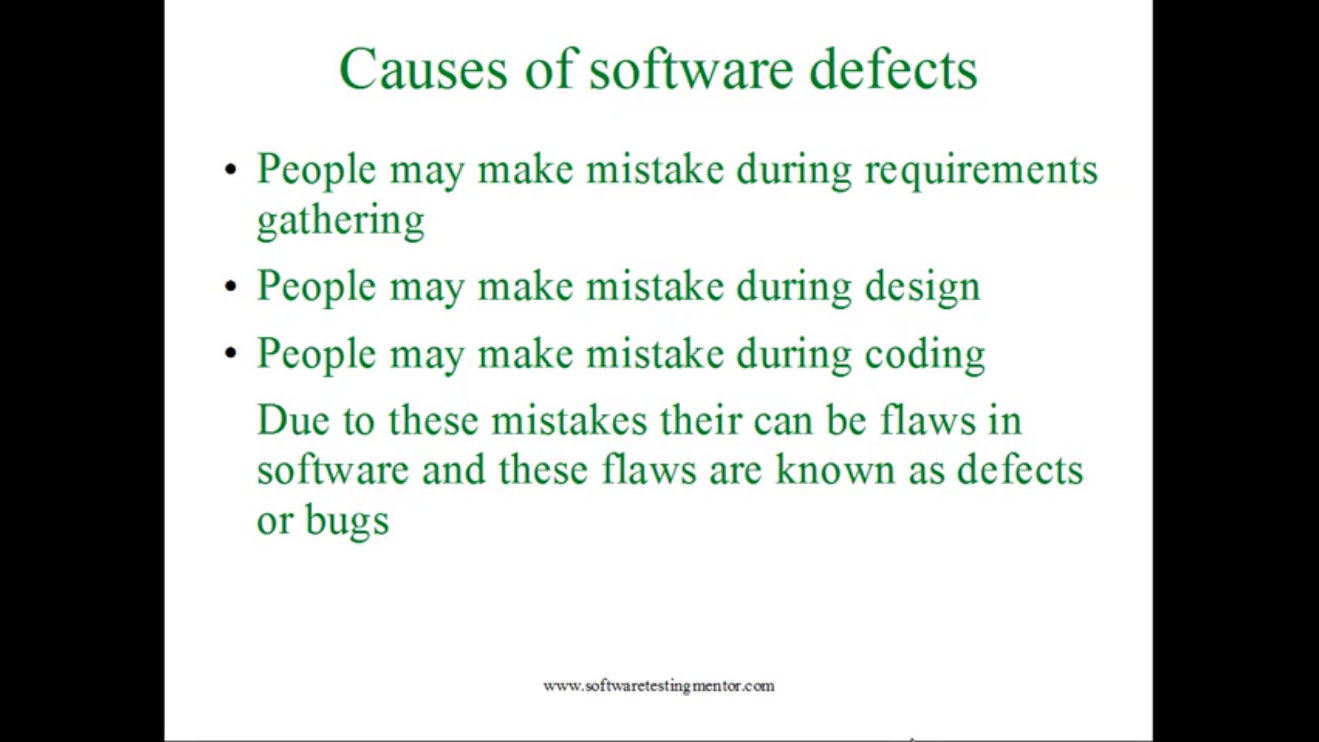 Causes of software defects
• People may make mistake during requirements
gathering
• People may make mistake during design
• People may make mistake during coding
Due to these mistakes their can be flaws in
software and these flaws are known as defects
or bugs
www.softwaretestingmentor.com